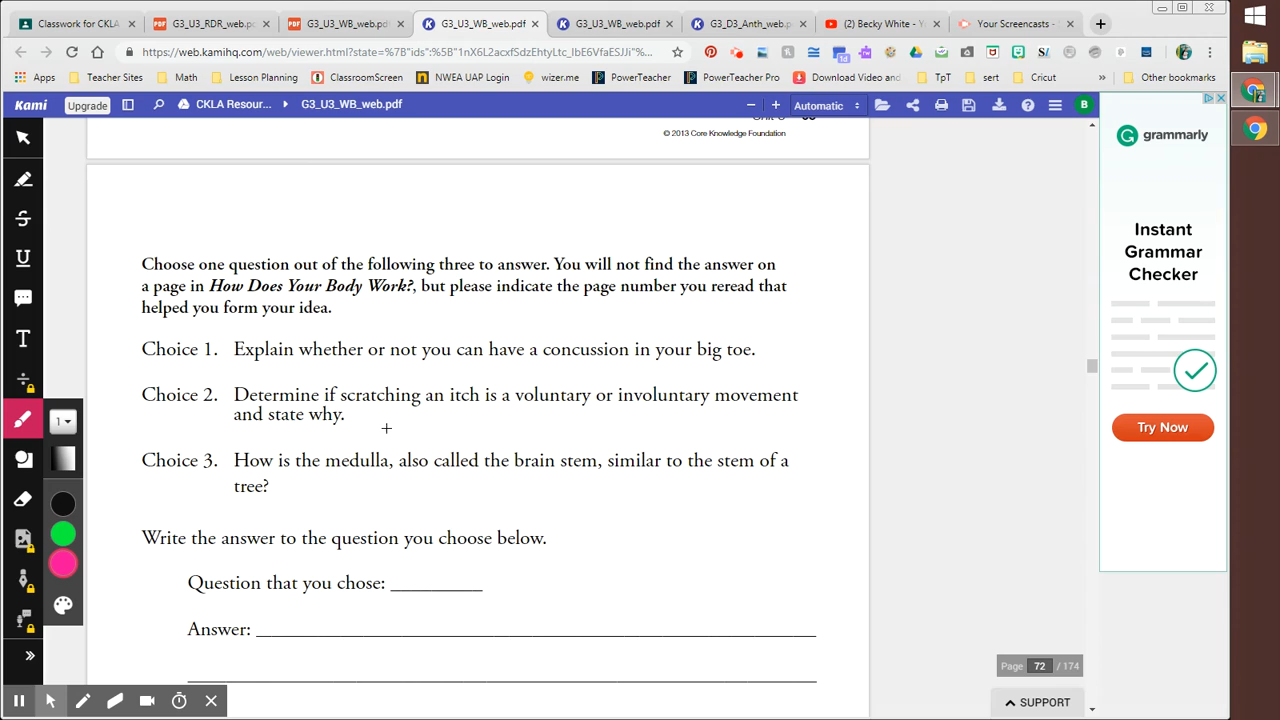 Classwork for CKLA
G3_U3_RDR_web.pdf
G3_U3_WB_web.pdf
G3_U3_WB_web.pdf
G3_U3_WB_web.pdf
G3_D3_Anth_web.pdf
(2) Becky White - Y
Your Screencasts
https://web.kamihq.com/web/viewer.html?state=%7B"ids":%5B"1nX6L2acxfSdzEhtyLtc_IbE6VfaESJJi"%...
Apps
Teacher Sites
Math
Lesson Planning
ClassroomScreen
NWEA UAP Login
wizer.me
PowerTeacher
PowerTeacher Pro
Download Video and
TpT
sert
Cricut
Other bookmarks
Kami
Upgrade
CKLA Resour...
G3_U3_WB_web.pdf
Automatic
B
© 2013 Core Knowledge Foundation
Choose one question out of the following three to answer. You will not find the answer on
a page in How Does Your Body Work?, but please indicate the page number you reread that
helped you form your idea.
Choice 1. Explain whether or not you can have a concussion in your big toe.
Choice 2. Determine if scratching an itch is a voluntary or involuntary movement
and state why.
Choice 3. How is the medulla, also called the brain stem, similar to the stem of a
tree?
Write the answer to the question you choose below.
Question that you chose: _________
Answer: ______________________________
grammarly
Instant
Grammar
Checker
Try Now
Page 72 / 174
SUPPORT